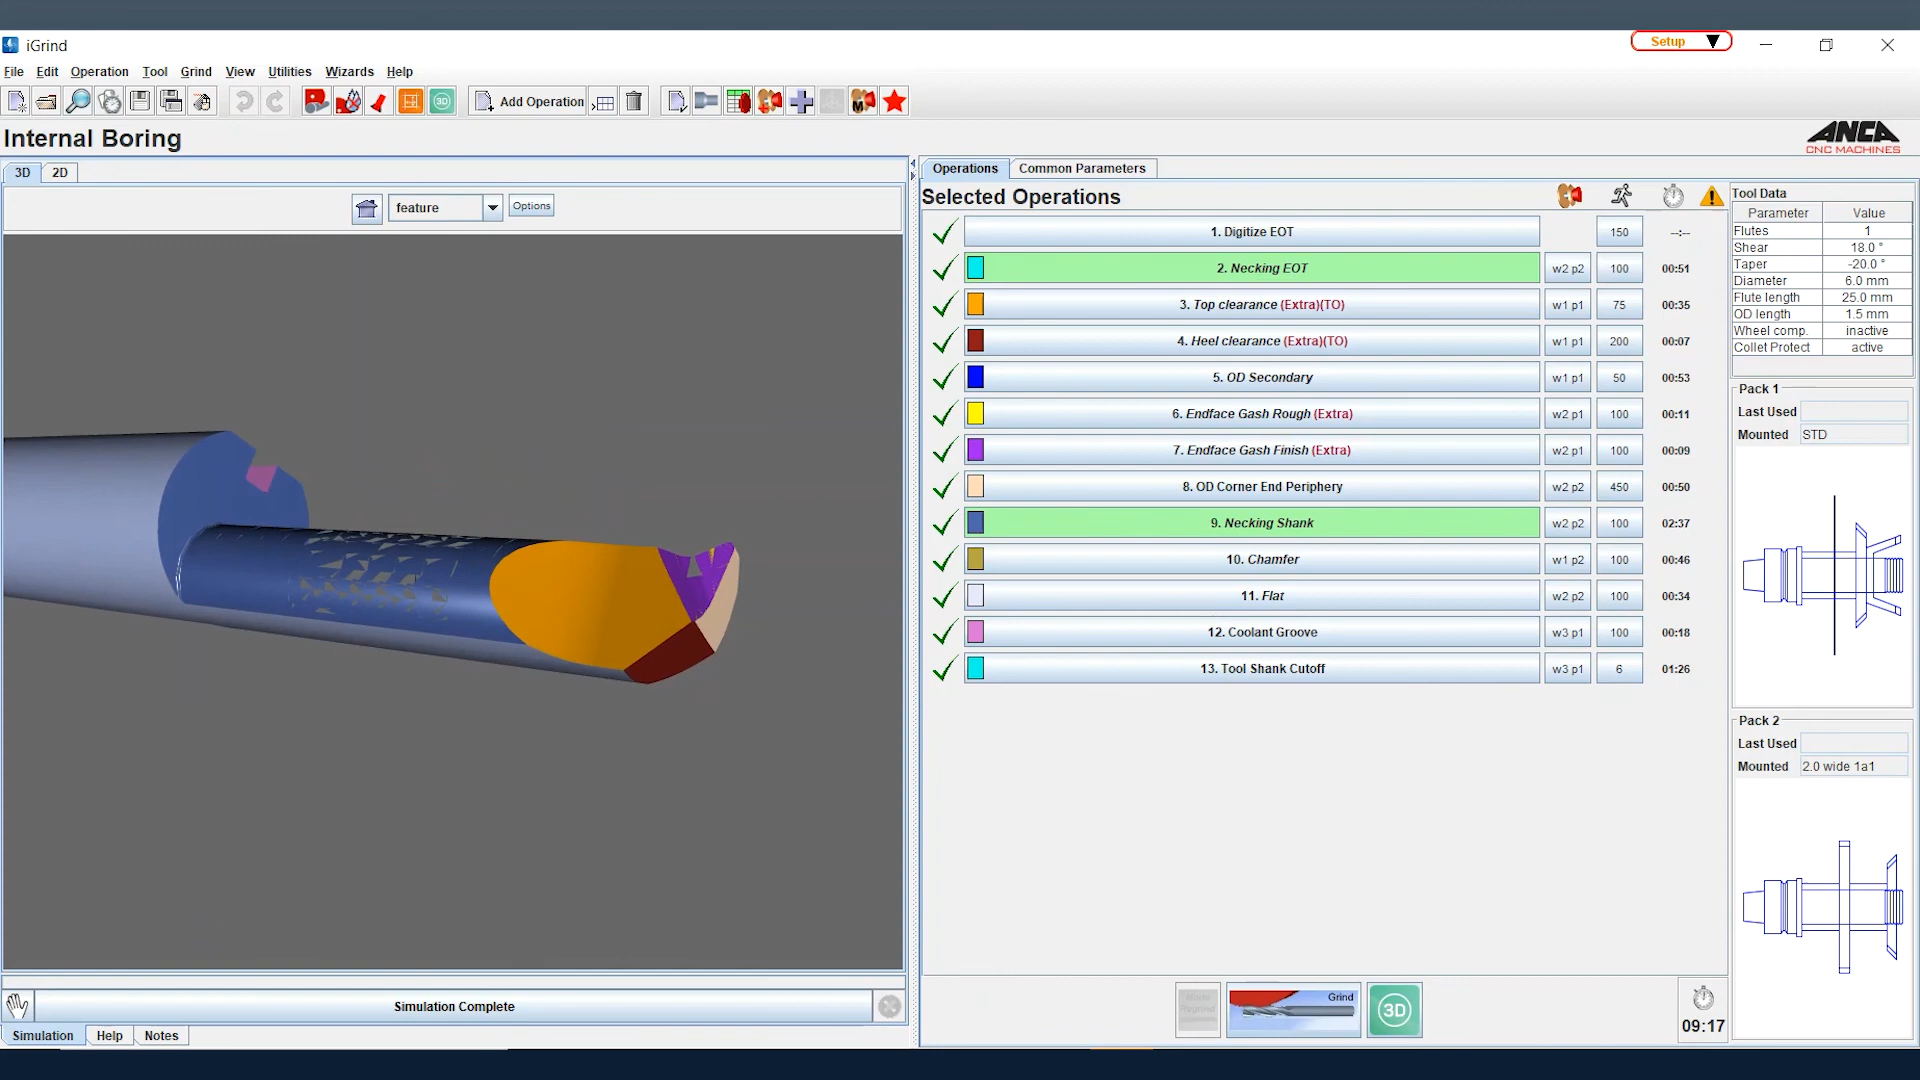 iGrind
Setup
File Edit Operation Tool Grind View Utilities Wizards Help
3D
Add Operation
M
Internal Boring
ANCA
CNC MACHINES
3D 2D
feature
Options
Simulation Complete
Simulation Help Notes
Operations Common Parameters
Selected Operations
1. Digitize EOT 150 --:--
2. Necking EOT w2 p2 100 00:51
3. Top clearance (Extra)(TO) w1 p1 75 00:35
4. Heel clearance (Extra)(TO) w1 p1 200 00:07
5. OD Secondary w1 p1 50 00:53
6. Endface Gash Rough (Extra) w2 p1 100 00:11
7. Endface Gash Finish (Extra) w2 p1 100 00:09
8. OD Corner End Periphery w2 p2 450 00:50
9. Necking Shank w2 p2 100 02:37
10. Chamfer w1 p2 100 00:46
11. Flat w2 p2 100 00:34
12. Coolant Groove w3 p1 100 00:18
13. Tool Shank Cutoff w3 p1 6 01:26
Grind
3D
09:17
Tool Data
Parameter Value
Flutes 1
Shear 18.0 °
Taper -20.0 °
Diameter 6.0 mm
Flute length 25.0 mm
OD length 1.5 mm
Wheel comp. inactive
Collet Protect active
Pack 1
Last Used
Mounted STD
Pack 2
Last Used
Mounted 2.0 wide 1a1